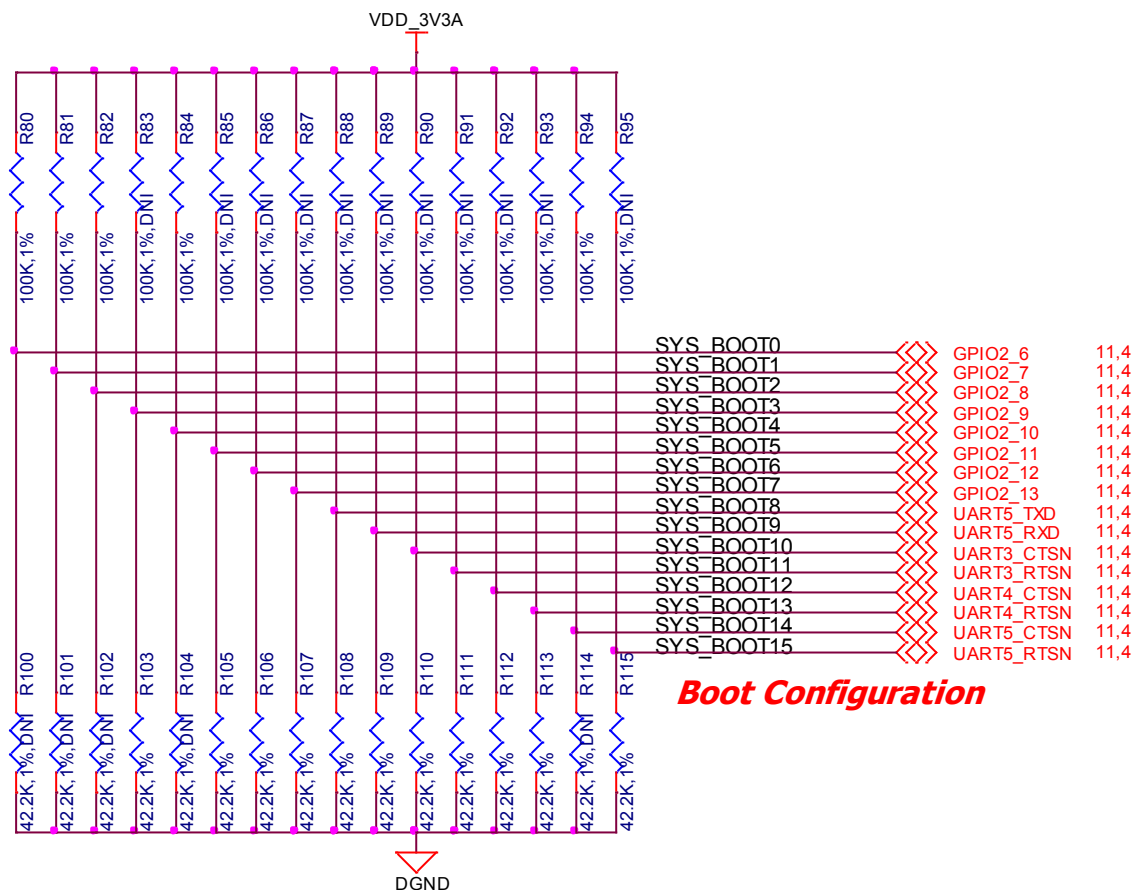 VDD_3V3A
R80
R81
R82
R83
R84
R85
R86
R87
R88
R89
R90
R91
R92
R93
R94
R95
100K,1%
100K,1%
100K,1%
100K,1%,DNI
100K,1%
100K,1%,DNI
100K,1%,DNI
100K,1%,DNI
100K,1%,DNI
100K,1%,DNI
100K,1%,DNI
100K,1%,DNI
100K,1%,DNI
100K,1%,DNI
100K,1%
100K,1%,DNI
SYS_BOOT0 GPIO2_6 11,4
SYS_BOOT1 GPIO2_7 11,4
SYS_BOOT2 GPIO2_8 11,4
SYS_BOOT3 GPIO2_9 11,4
SYS_BOOT4 GPIO2_10 11,4
SYS_BOOT5 GPIO2_11 11,4
SYS_BOOT6 GPIO2_12 11,4
SYS_BOOT7 GPIO2_13 11,4
SYS_BOOT8 UART5_TXD 11,4
SYS_BOOT9 UART5_RXD 11,4
SYS_BOOT10 UART3_CTSN 11,4
SYS_BOOT11 UART3_RTSN 11,4
SYS_BOOT12 UART4_CTSN 11,4
SYS_BOOT13 UART4_RTSN 11,4
SYS_BOOT14 UART5_CTSN 11,4
SYS_BOOT15 UART5_RTSN 11,4
Boot Configuration
R100
R101
R102
R103
R104
R105
R106
R107
R108
R109
R110
R111
R112
R113
R114
R115
42.2K,1%,DNI
42.2K,1%,DNI
42.2K,1%,DNI
42.2K,1%
42.2K,1%,DNI
42.2K,1%
42.2K,1%
42.2K,1%
42.2K,1%
42.2K,1%
42.2K,1%
42.2K,1%
42.2K,1%
42.2K,1%
42.2K,1%,DNI
42.2K,1%
DGND